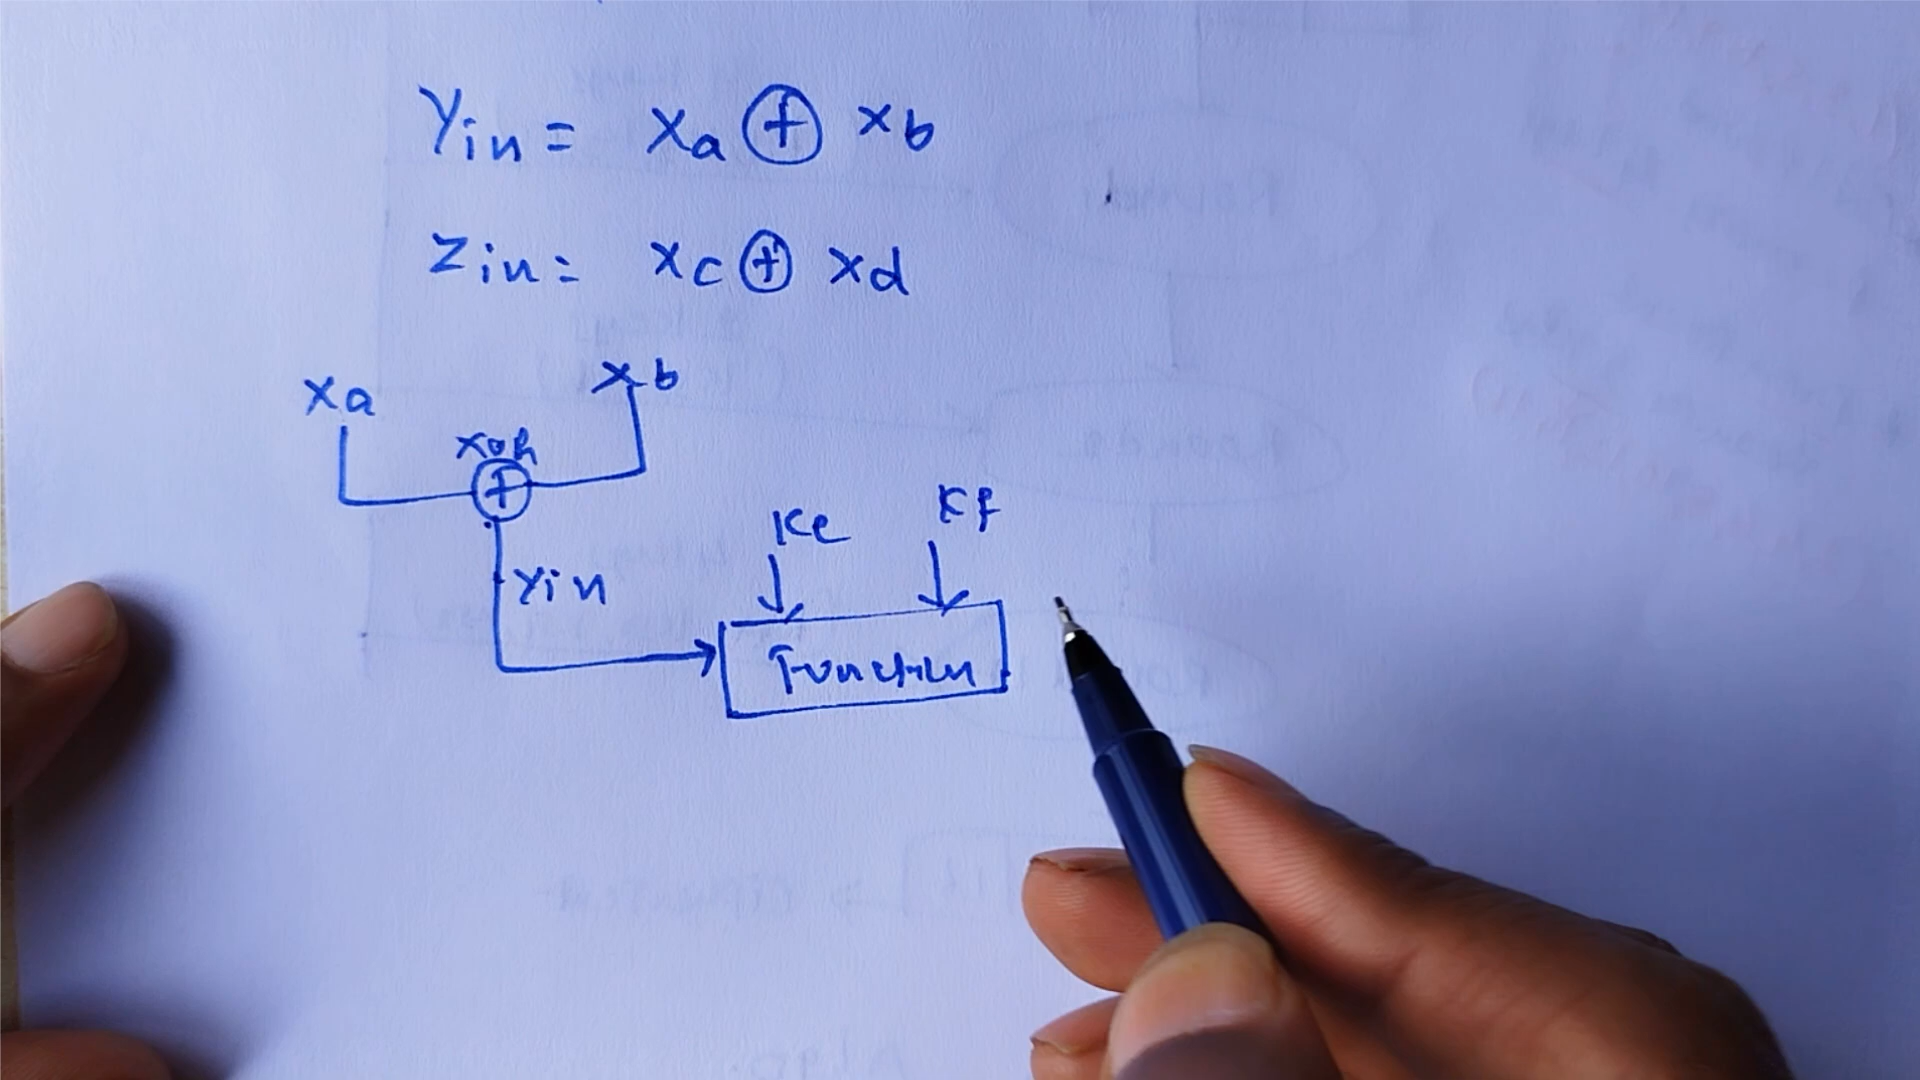 Yin = Xa ⊕ Xb
Zin = Xc ⊕ Xd
Xa
Xb
XOR
⊕
Ke
Kf
Yin
Function